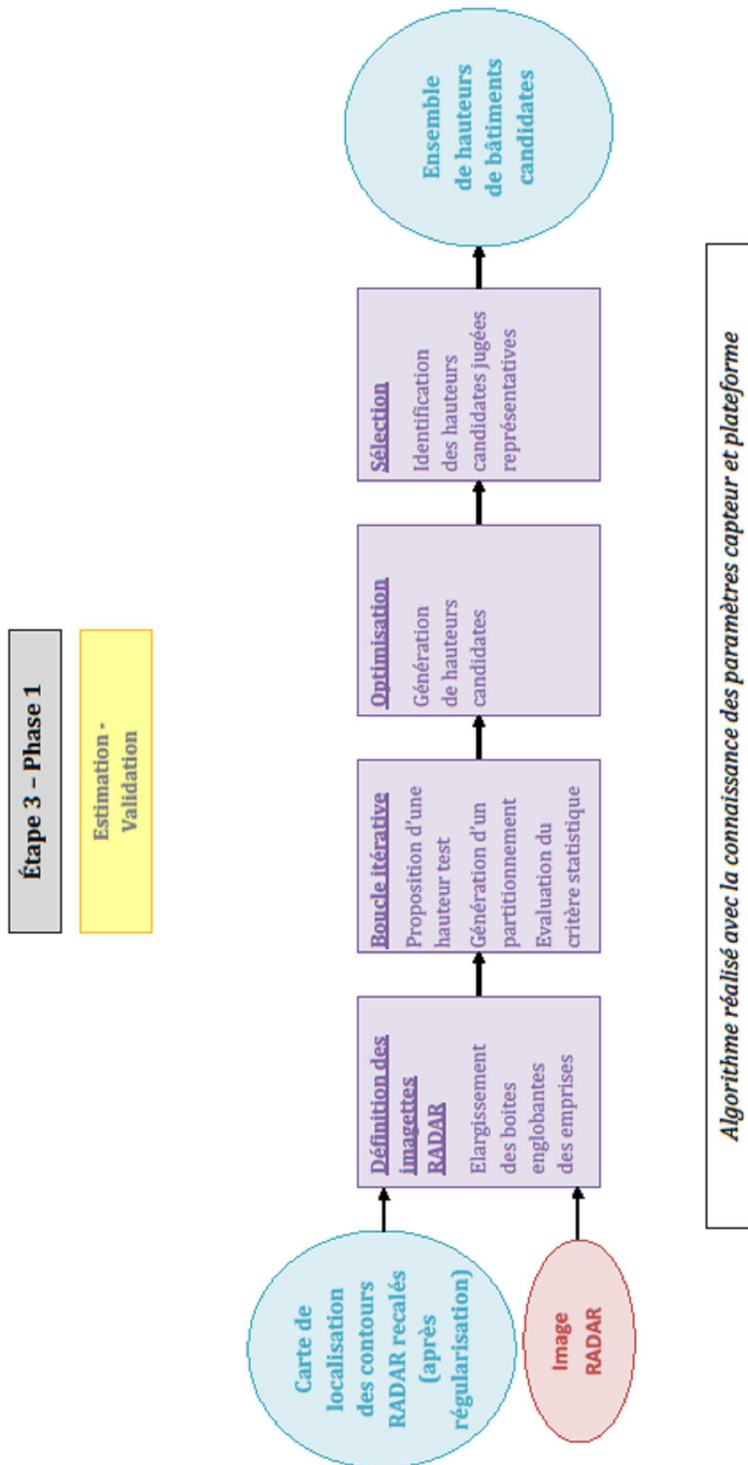 Étape 3 – Phase 1
Estimation -
Validation
Carte de
localisation
des contours
RADAR recalés
(après
régularisation)
Image
RADAR
Définition des
imagettes
RADAR
Elargissement
des boites
englobantes
des emprises
Boucle itérative
Proposition d'une
hauteur test
Génération d'un
partitionnement
Evaluation du
critère statistique
Optimisation
Génération
de hauteurs
candidates
Sélection
Identification
des hauteurs
candidates jugées
représentatives
Ensemble
de hauteurs
de bâtiments
candidates
Algorithme réalisé avec la connaissance des paramètres capteur et plateforme